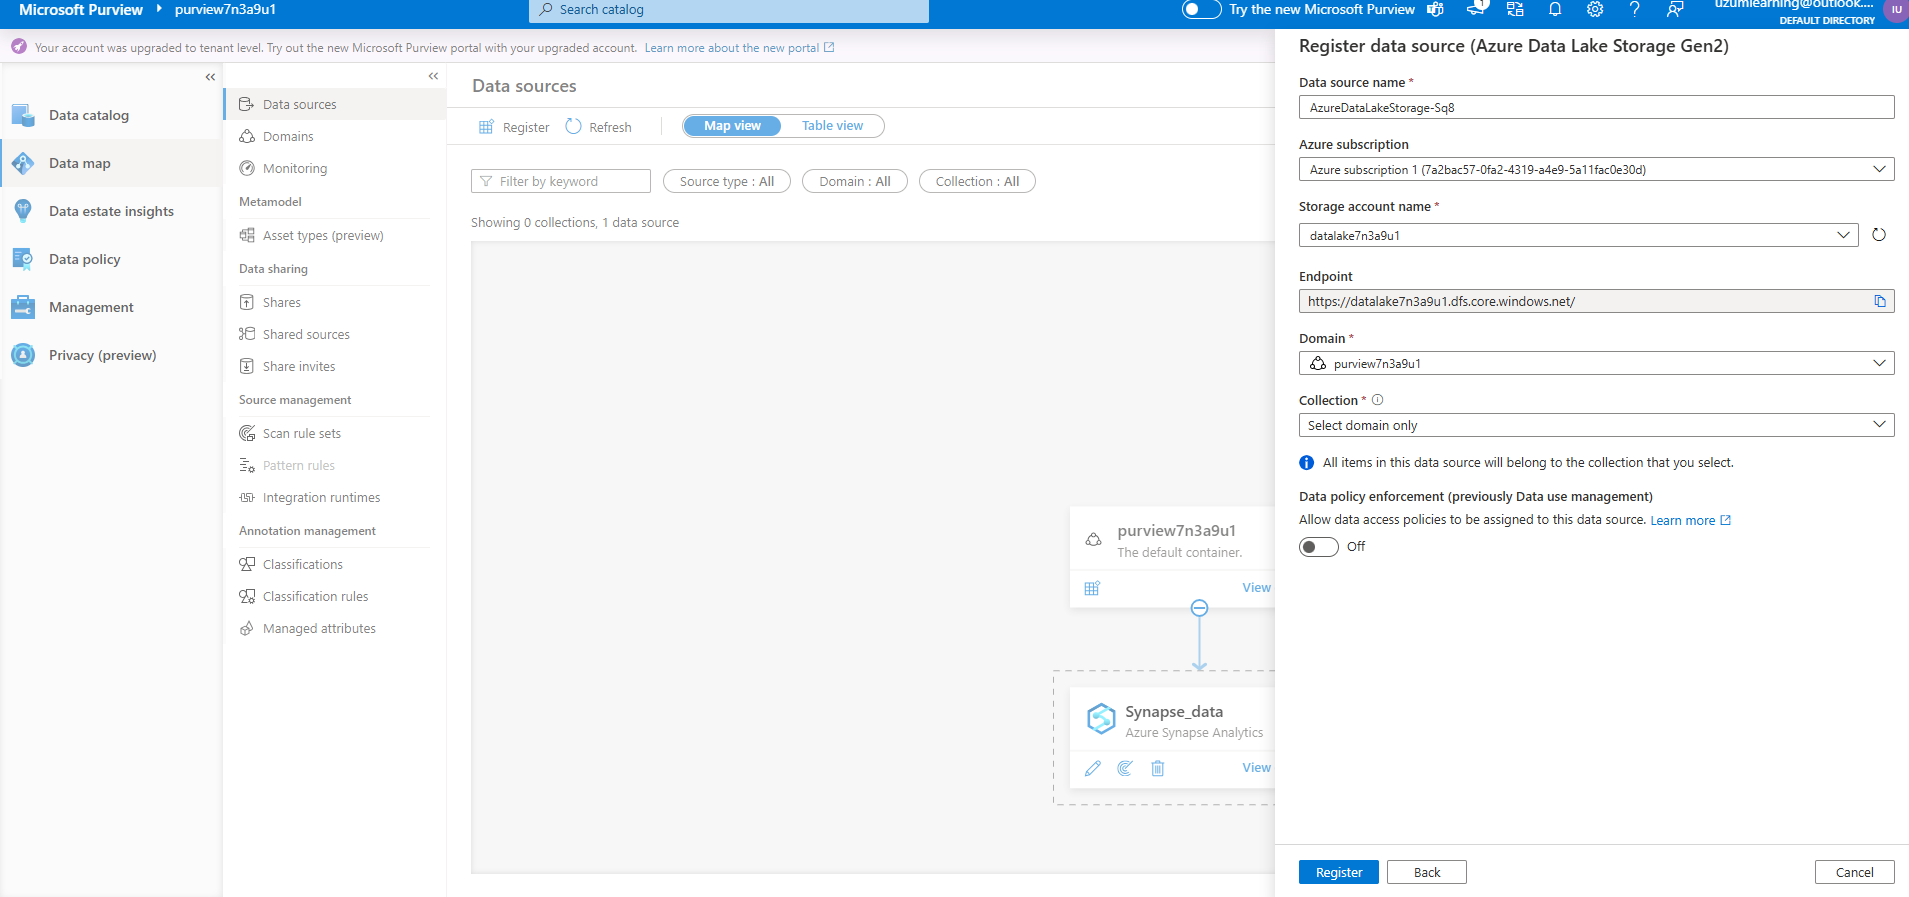 Microsoft Purview
purview7n3a9u1
Search catalog
Try the new Microsoft Purview
1
uzumlearning@outlook....
DEFAULT DIRECTORY
IU
Your account was upgraded to tenant level. Try out the new Microsoft Purview portal with your upgraded account. Learn more about the new portal
Data catalog
Data map
Data estate insights
Data policy
Management
Privacy (preview)
Data sources
Domains
Monitoring
Metamodel
Asset types (preview)
Data sharing
Shares
Shared sources
Share invites
Source management
Scan rule sets
Pattern rules
Integration runtimes
Annotation management
Classifications
Classification rules
Managed attributes
Data sources
Register
Refresh
Map view
Table view
Filter by keyword
Source type : All
Domain : All
Collection : All
Showing 0 collections, 1 data source
purview7n3a9u1
The default container.
View
Synapse_data
Azure Synapse Analytics
View
Register data source (Azure Data Lake Storage Gen2)
Data source name *
AzureDataLakeStorage-Sq8
Azure subscription
Azure subscription 1 (7a2bac57-0fa2-4319-a4e9-5a11fac0e30d)
Storage account name *
datalake7n3a9u1
Endpoint
https://datalake7n3a9u1.dfs.core.windows.net/
Domain *
purview7n3a9u1
Collection *
Select domain only
All items in this data source will belong to the collection that you select.
Data policy enforcement (previously Data use management)
Allow data access policies to be assigned to this data source. Learn more
Off
Register
Back
Cancel